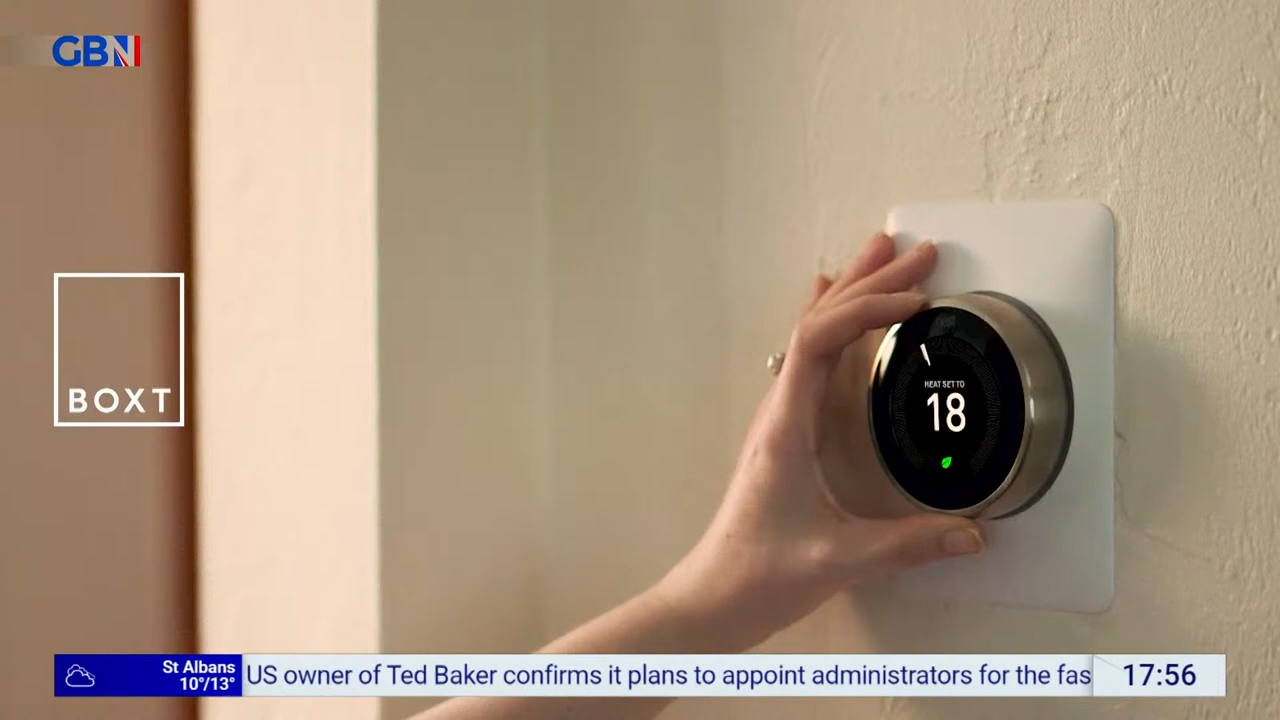 GBN
BOXT
HEAT SET TO
18
St Albans
10°/13°
US owner of Ted Baker confirms it plans to appoint administrators for the fas
17:56